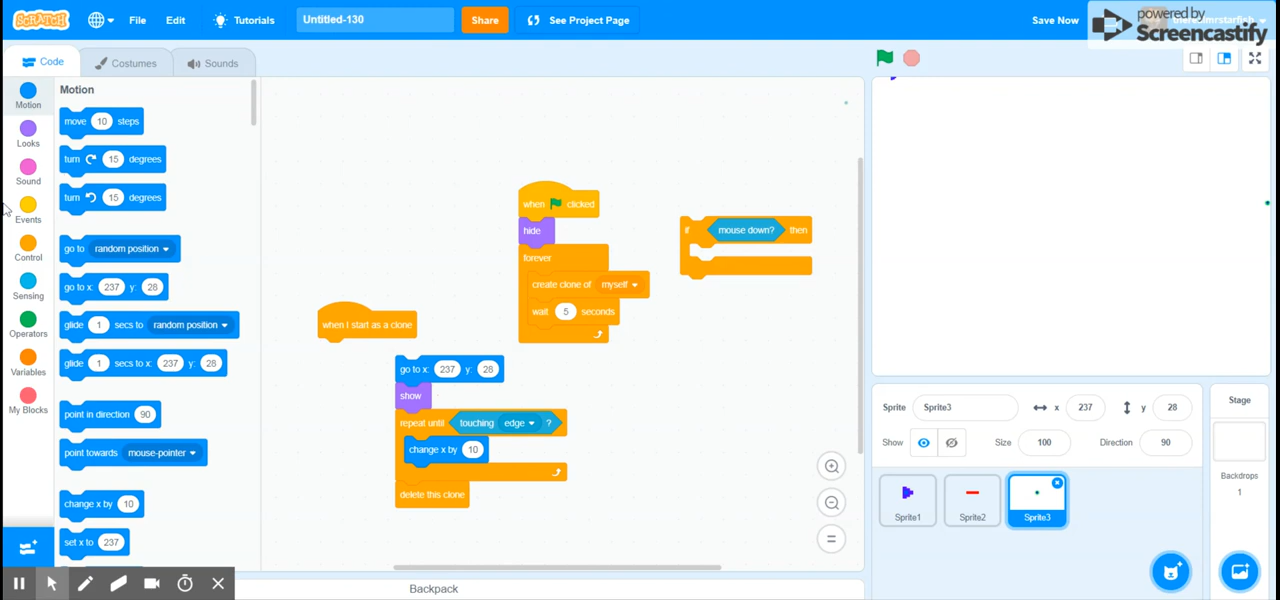 SCRATCH File Edit Tutorials Untitled-130 Share See Project Page Save Now
powered by
Screencastify
Code Costumes Sounds
Motion
Looks
Sound
Events
Control
Sensing
Operators
Variables
My Blocks
Motion
move 10 steps
turn 15 degrees
turn 15 degrees
go to random position
go to x: 237 y: 28
glide 1 secs to random position
glide 1 secs to x: 237 y: 28
point in direction 90
point towards mouse-pointer
change x by 10
set x to 237
when clicked
hide
forever
create clone of myself
wait 5 seconds
if mouse down? then
when I start as a clone
go to x: 237 y: 28
show
repeat until touching edge ?
change x by 10
delete this clone
Backpack
Sprite Sprite3 x 237 y 28
Show Size 100 Direction 90
Sprite1 Sprite2 Sprite3
Stage
Backdrops
1